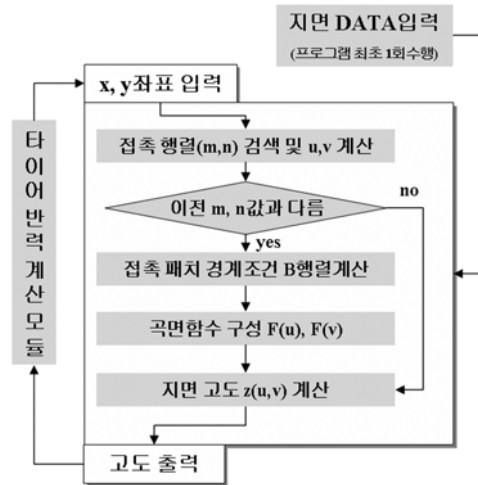 지면 DATA입력
(프로그램 최초 1회수행)
x, y좌표 입력
접촉 행렬(m,n) 검색 및 u,v 계산
no
이전 m, n값과 다름
yes
접촉 패치 경계조건 B행렬계산
곡면함수 구성 F(u), F(v)
지면 고도 z(u,v) 계산
고도 출력
타이어 반력 계산 모듈